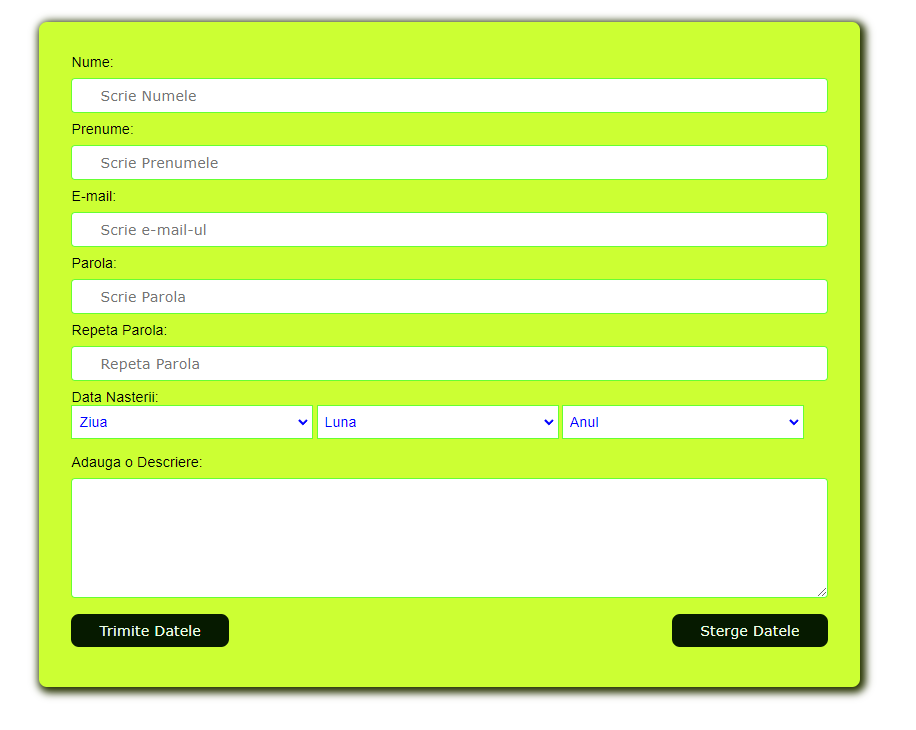 Nume:
Scrie Numele
Prenume:
Scrie Prenumele
E-mail:
Scrie e-mail-ul
Parola:
Scrie Parola
Repeta Parola:
Repeta Parola
Data Nasterii:
Ziua Luna Anul
Adauga o Descriere:
Trimite Datele Sterge Datele